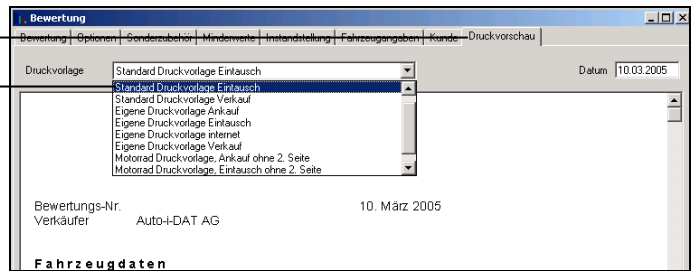 Bewertung
Bewertung Optionen Sonderzubehör Minderwerte Instandstellung Fahrzeugangaben Kunde Druckvorschau
Druckvorlage Standard Druckvorlage Eintausch Datum 10.03.2005
Standard Druckvorlage Eintausch
Standard Druckvorlage Verkauf
Eigene Druckvorlage Ankauf
Eigene Druckvorlage Eintausch
Eigene Druckvorlage internet
Eigene Druckvorlage Verkauf
Motorrad Druckvorlage, Ankauf ohne 2. Seite
Motorrad Druckvorlage, Eintausch ohne 2. Seite
Bewertungs-Nr. 10. März 2005
Verkäufer Auto-i-DAT AG
Fahrzeugdaten